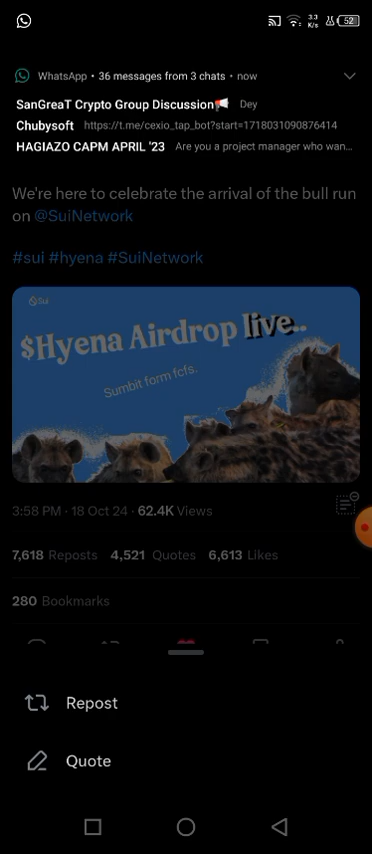 3.3
K/s
52
WhatsApp • 36 messages from 3 chats • now
SanGreaT Crypto Group Discussion📢 Dey
Chubysoft https://t.me/cexio_tap_bot?start=1718031090876414
HAGIAZO CAPM APRIL '23 Are you a project manager who wan...
We're here to celebrate the arrival of the bull run
on @SuiNetwork
#sui #hyena #SuiNetwork
Sui
$Hyena Airdrop live..
Sumbit form fcfs.
3:58 PM · 18 Oct 24 · 62.4K Views
7,618 Reposts 4,521 Quotes 6,613 Likes
280 Bookmarks
Repost
Quote